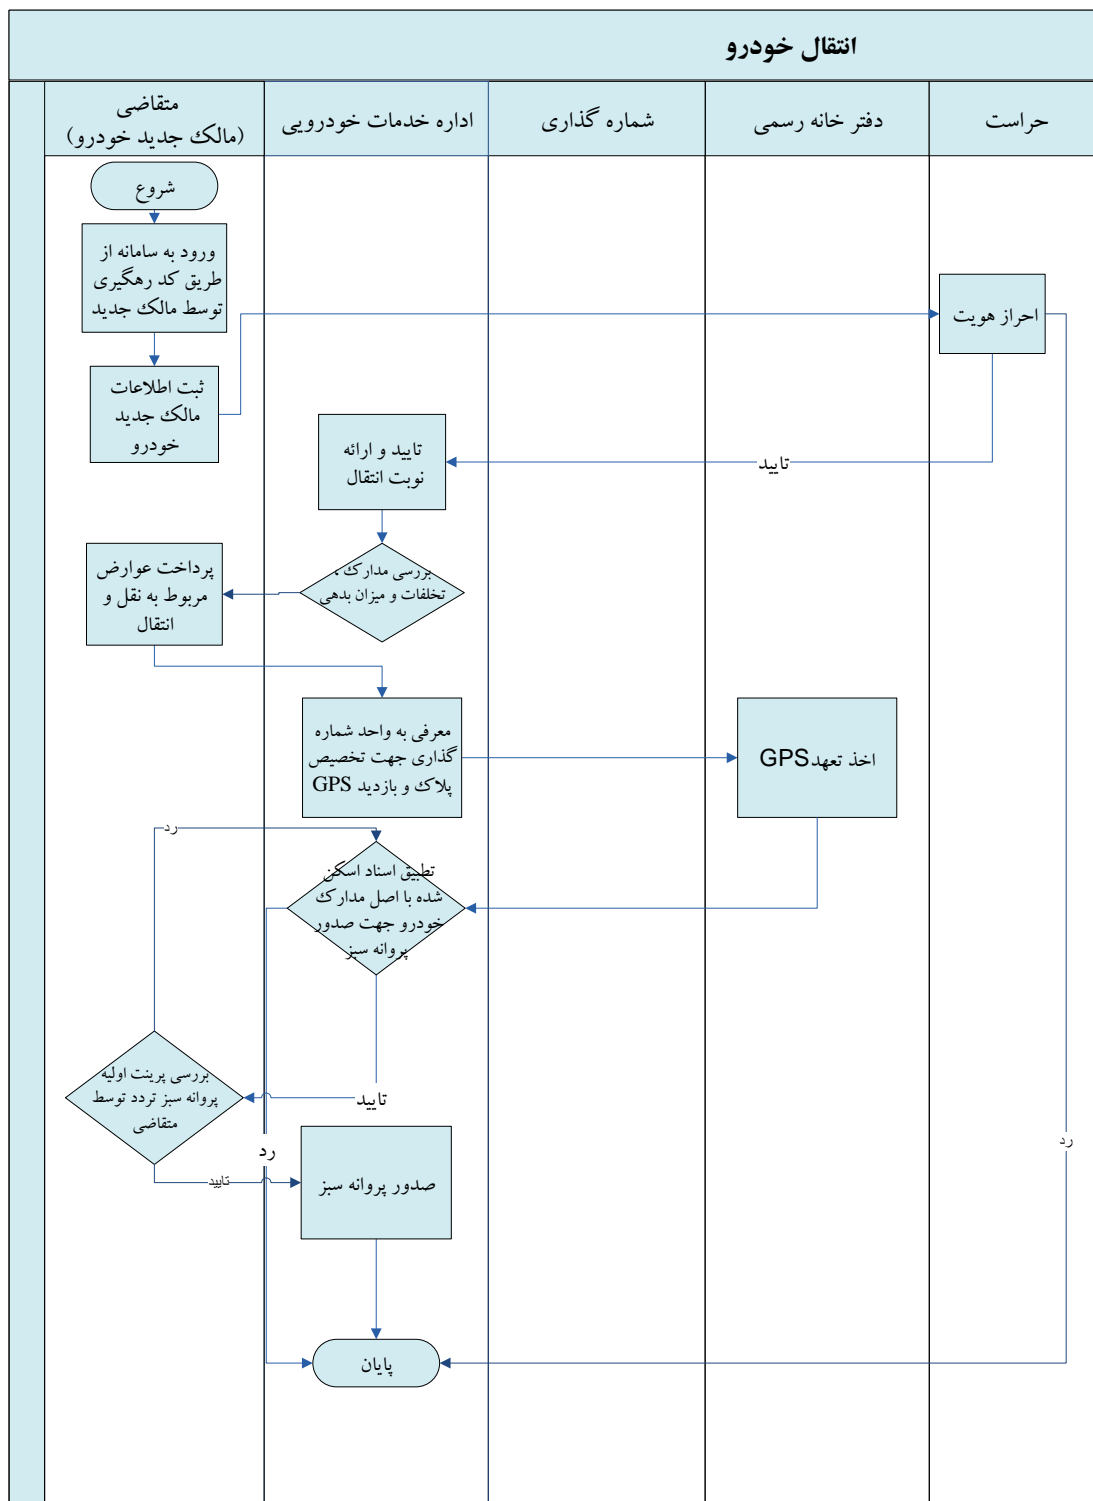 انتقال خودرو
متقاضی
(مالک جدید خودرو)
اداره خدمات خودرویی
شماره گذاری
دفتر خانه رسمی
حراست
شروع
ورود به سامانه از
طریق کد رهگیری
توسط مالک جدید
ثبت اطلاعات
مالک جدید
خودرو
احراز هویت
تایید
تایید و ارائه
نوبت انتقال
بررسی مدارک ،
تخلفات و میزان بدهی
پرداخت عوارض
مربوط به نقل و
انتقال
معرفی به واحد شماره
گذاری جهت تخصیص
پلاک و بازدید GPS
اخذ تعهد GPS
رد
تطبیق اسناد اسکن
شده با اصل مدارک
خودرو جهت صدور
پروانه سبز
بررسی پرینت اولیه
پروانه سبز تردد توسط
متقاضی
تایید
رد
رد
تایید
صدور پروانه سبز
پایان